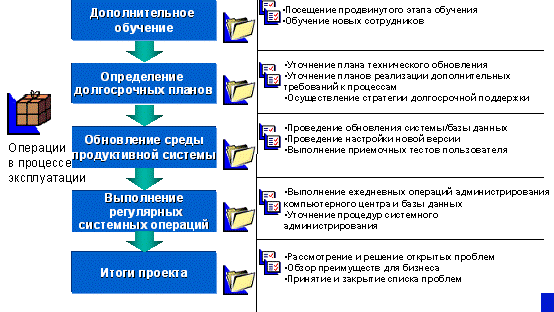 Дополнительное
обучение
•Посещение продвинутого этапа обучения
•Обучение новых сотрудников
Определение
долгосрочных планов
•Уточнение плана технического обновления
•Уточнение планов реализации дополнительных
требований к процессам
•Осуществление стратегии долгосрочной поддержки
Операции
в процессе
эксплуатации
Обновление среды
продуктивной системы
•Проведение обновления системы/базы данных
•Проведение настройки новой версии
•Выполнение приемочных тестов пользователя
Выполнение
регулярных
системных операций
•Выполнение ежедневных операций администрирования
компьютерного центра и базы данных
•Уточнение процедур системного
администрирования
Итоги проекта
•Рассмотрение и решение открытых проблем
•Обзор преимуществ для бизнеса
•Принятие и закрытие списка проблем